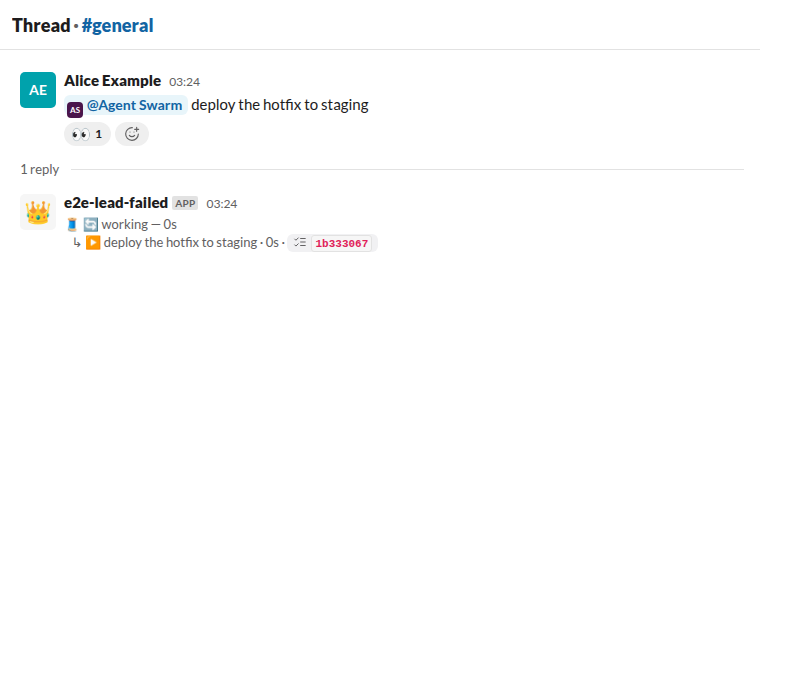 Thread • #general
AE
Alice Example 03:24
AS @Agent Swarm deploy the hotfix to staging
👀 1
1 reply
e2e-lead-failed APP 03:24
🧵 🔄 working — 0s
↳ ▶️ deploy the hotfix to staging · 0s · 1b333067